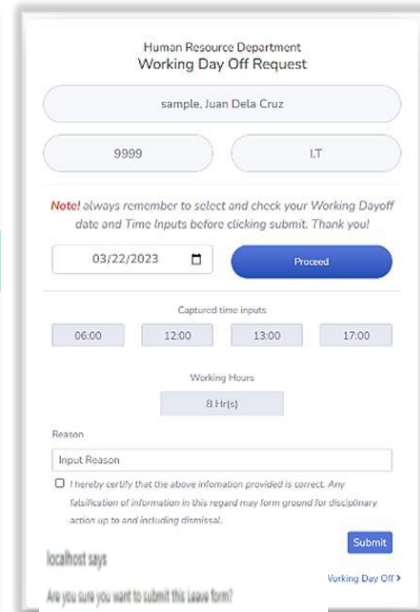 Human Resource Department
Working Day Off Request
sample, Juan Dela Cruz
9999 I.T
Note! always remember to select and check your Working Dayoff
date and Time Inputs before clicking submit. Thank you!
03/22/2023 Proceed
Captured time inputs
06:00 12:00 13:00 17:00
Working Hours
8 Hr(s)
Reason
Input Reason
I hereby certify that the above infomation provided is correct. Any
falsification of information in this regard may form ground for disciplinary
action up to and including dismissal.
Submit
localhost says
Working Day Off >
Are you sure you want to submit this Leave form?